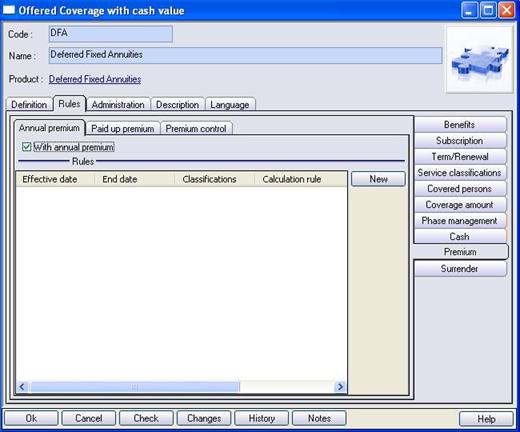 Offered Coverage with cash value
Code : DFA
Name : Deferred Fixed Annuities
Product : Deferred Fixed Annuities
Definition Rules Administration Description Language
Annual premium Paid up premium Premium control
With annual premium
Rules
Effective date End date Classifications Calculation rule New
Benefits
Subscription
Term/Renewal
Service classifications
Covered persons
Coverage amount
Phase management
Cash
Premium
Surrender
Ok Cancel Check Changes History Notes Help